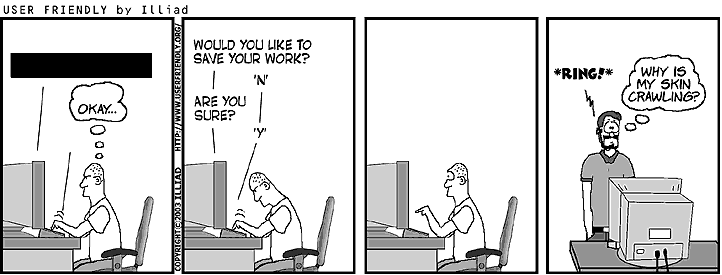 USER FRIENDLY by Illiad
OKAY...
COPYRIGHT © 2003 ILLIAD HTTP://WWW.USERFRIENDLY.ORG/
WOULD YOU LIKE TO
SAVE YOUR WORK?
'N'
ARE YOU
SURE?
'Y'
*RING!*
WHY IS
MY SKIN
CRAWLING?